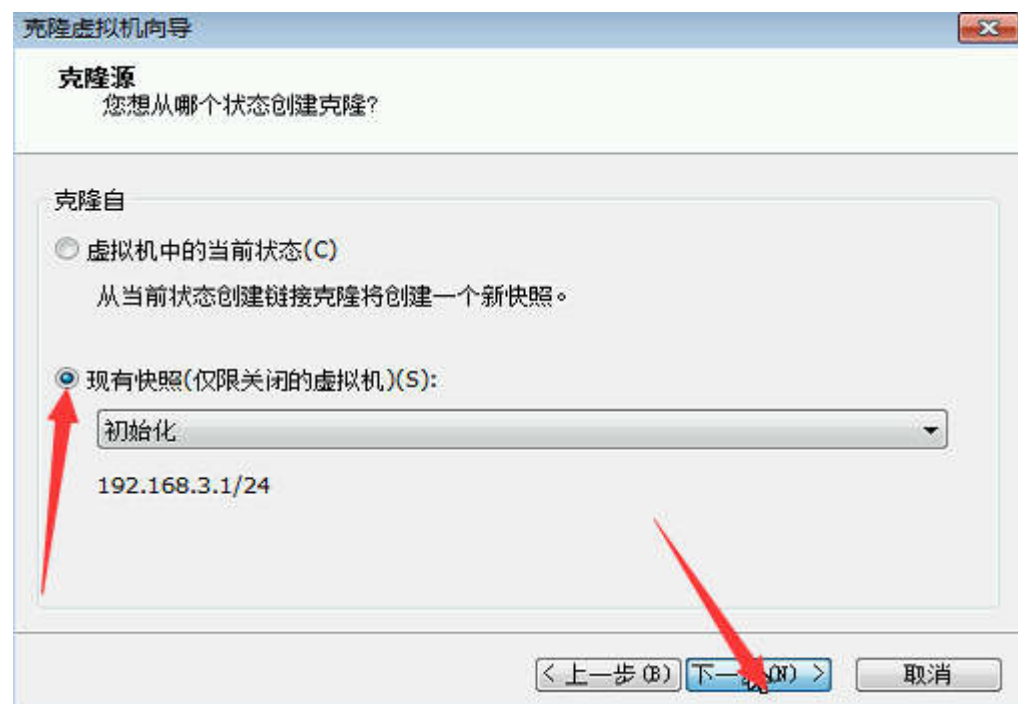 克隆虚拟机向导
克隆源
您想从哪个状态创建克隆?
克隆自
虚拟机中的当前状态(C)
从当前状态创建链接克隆将创建一个新快照。
现有快照(仅限关闭的虚拟机)(S):
初始化
192.168.3.1/24
< 上一步(B) 下一 (N) > 取消